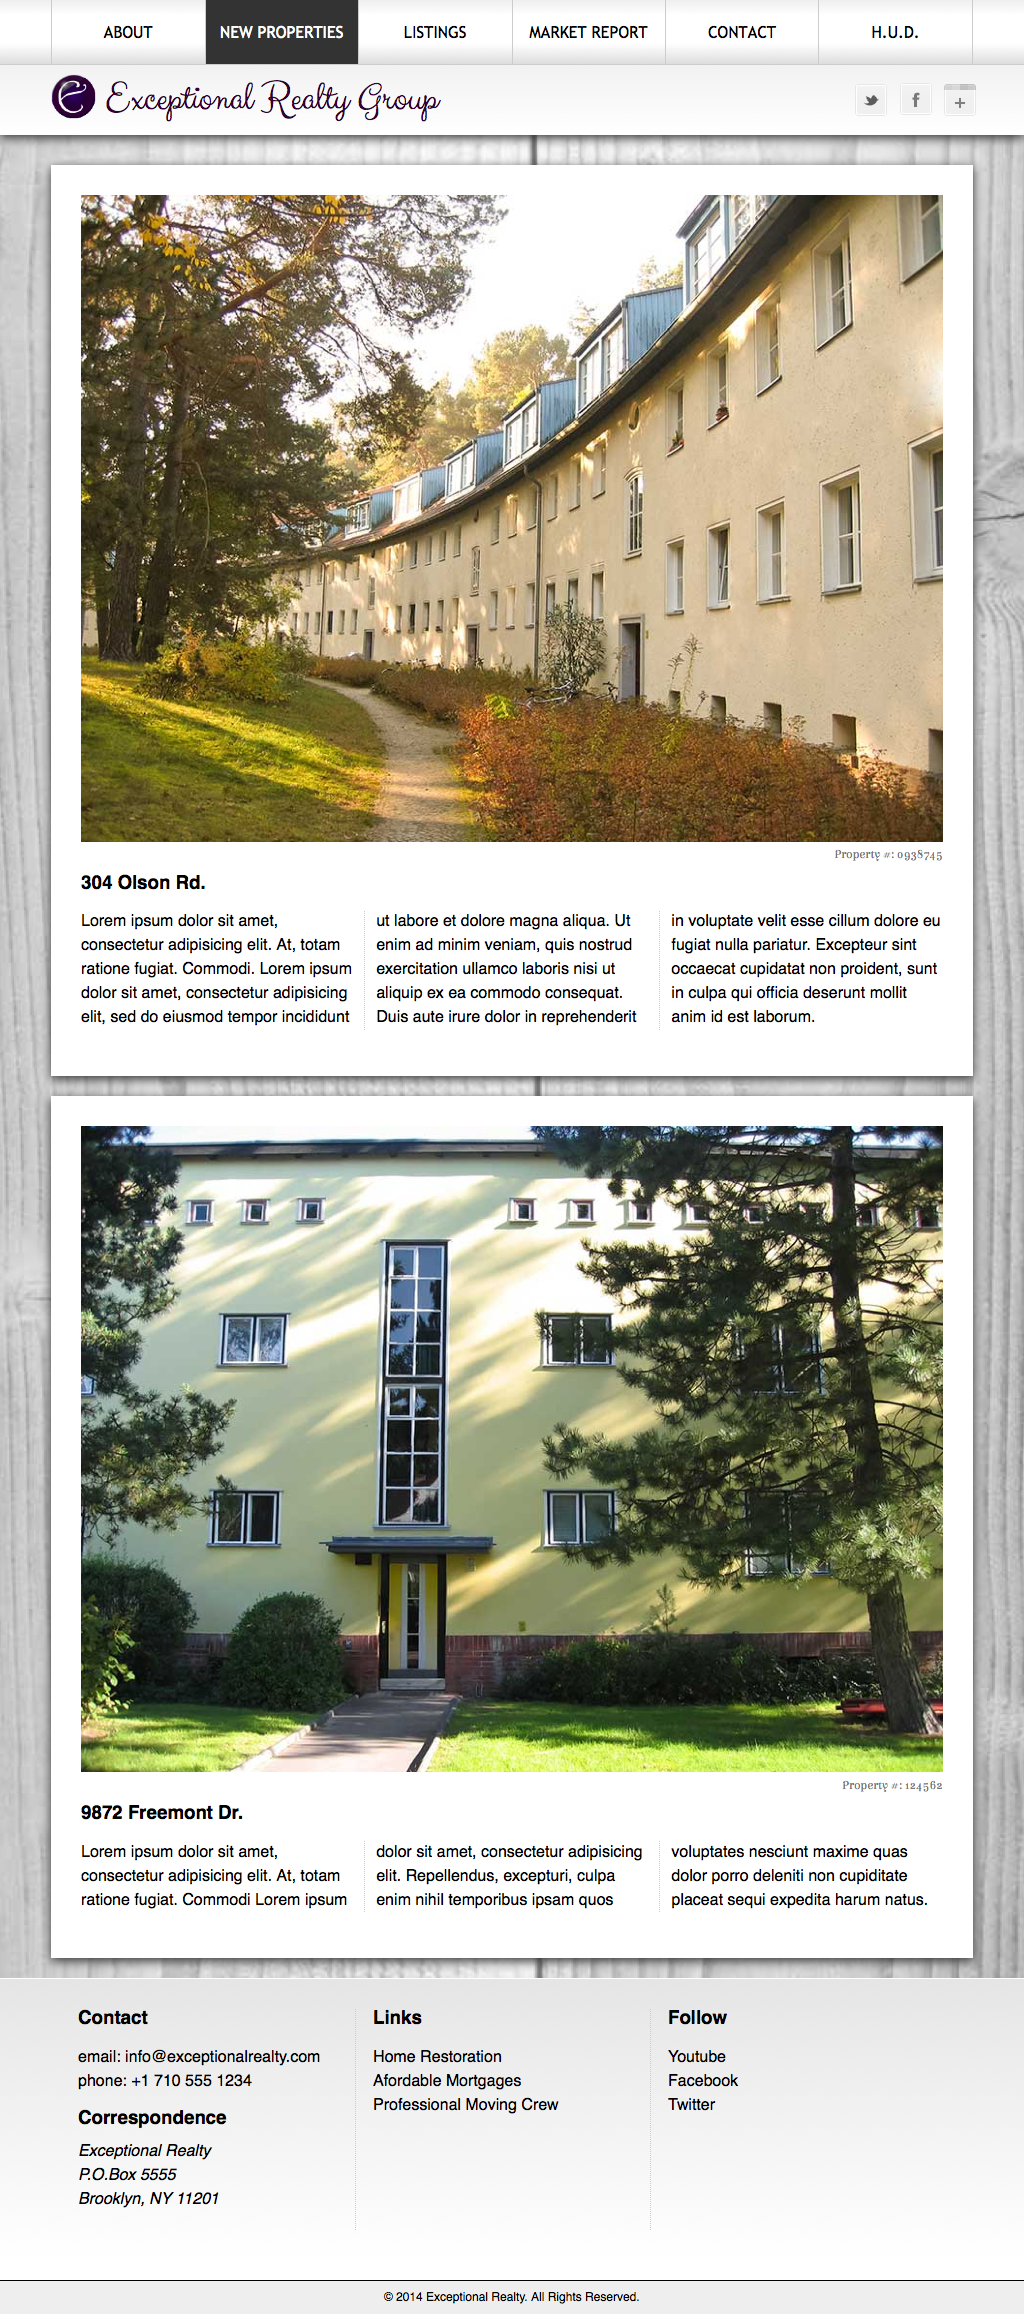 ABOUT
NEW PROPERTIES
LISTINGS
MARKET REPORT
CONTACT
H.U.D.
Exceptional Realty Group
Property #: 0938745
304 Olson Rd.
Lorem ipsum dolor sit amet,
consectetur adipisicing elit. At, totam
ratione fugiat. Commodi. Lorem ipsum
dolor sit amet, consectetur adipisicing
elit, sed do eiusmod tempor incididunt
ut labore et dolore magna aliqua. Ut
enim ad minim veniam, quis nostrud
exercitation ullamco laboris nisi ut
aliquip ex ea commodo consequat.
Duis aute irure dolor in reprehenderit
in voluptate velit esse cillum dolore eu
fugiat nulla pariatur. Excepteur sint
occaecat cupidatat non proident, sunt
in culpa qui officia deserunt mollit
anim id est laborum.
Property #: 124562
9872 Freemont Dr.
Lorem ipsum dolor sit amet,
consectetur adipisicing elit. At, totam
ratione fugiat. Commodi Lorem ipsum
dolor sit amet, consectetur adipisicing
elit. Repellendus, excepturi, culpa
enim nihil temporibus ipsam quos
voluptates nesciunt maxime quas
dolor porro deleniti non cupiditate
placeat sequi expedita harum natus.
Contact
email: info@exceptionalrealty.com
phone: +1 710 555 1234
Correspondence
Exceptional Realty
P.O.Box 5555
Brooklyn, NY 11201
Links
Home Restoration
Afordable Mortgages
Professional Moving Crew
Follow
Youtube
Facebook
Twitter
© 2014 Exceptional Realty. All Rights Reserved.